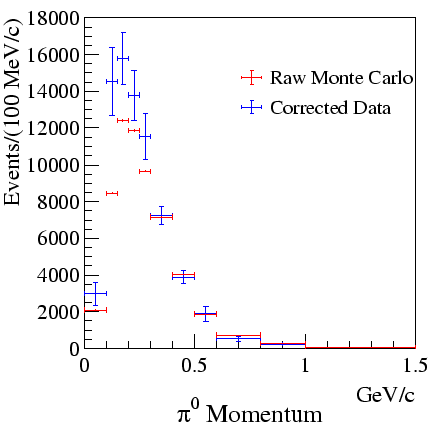 Events/(100 MeV/c)
18000
16000
14000
12000
10000
8000
6000
4000
2000
0
Raw Monte Carlo
Corrected Data
0 0.5 1 1.5
GeV/c
π⁰ Momentum